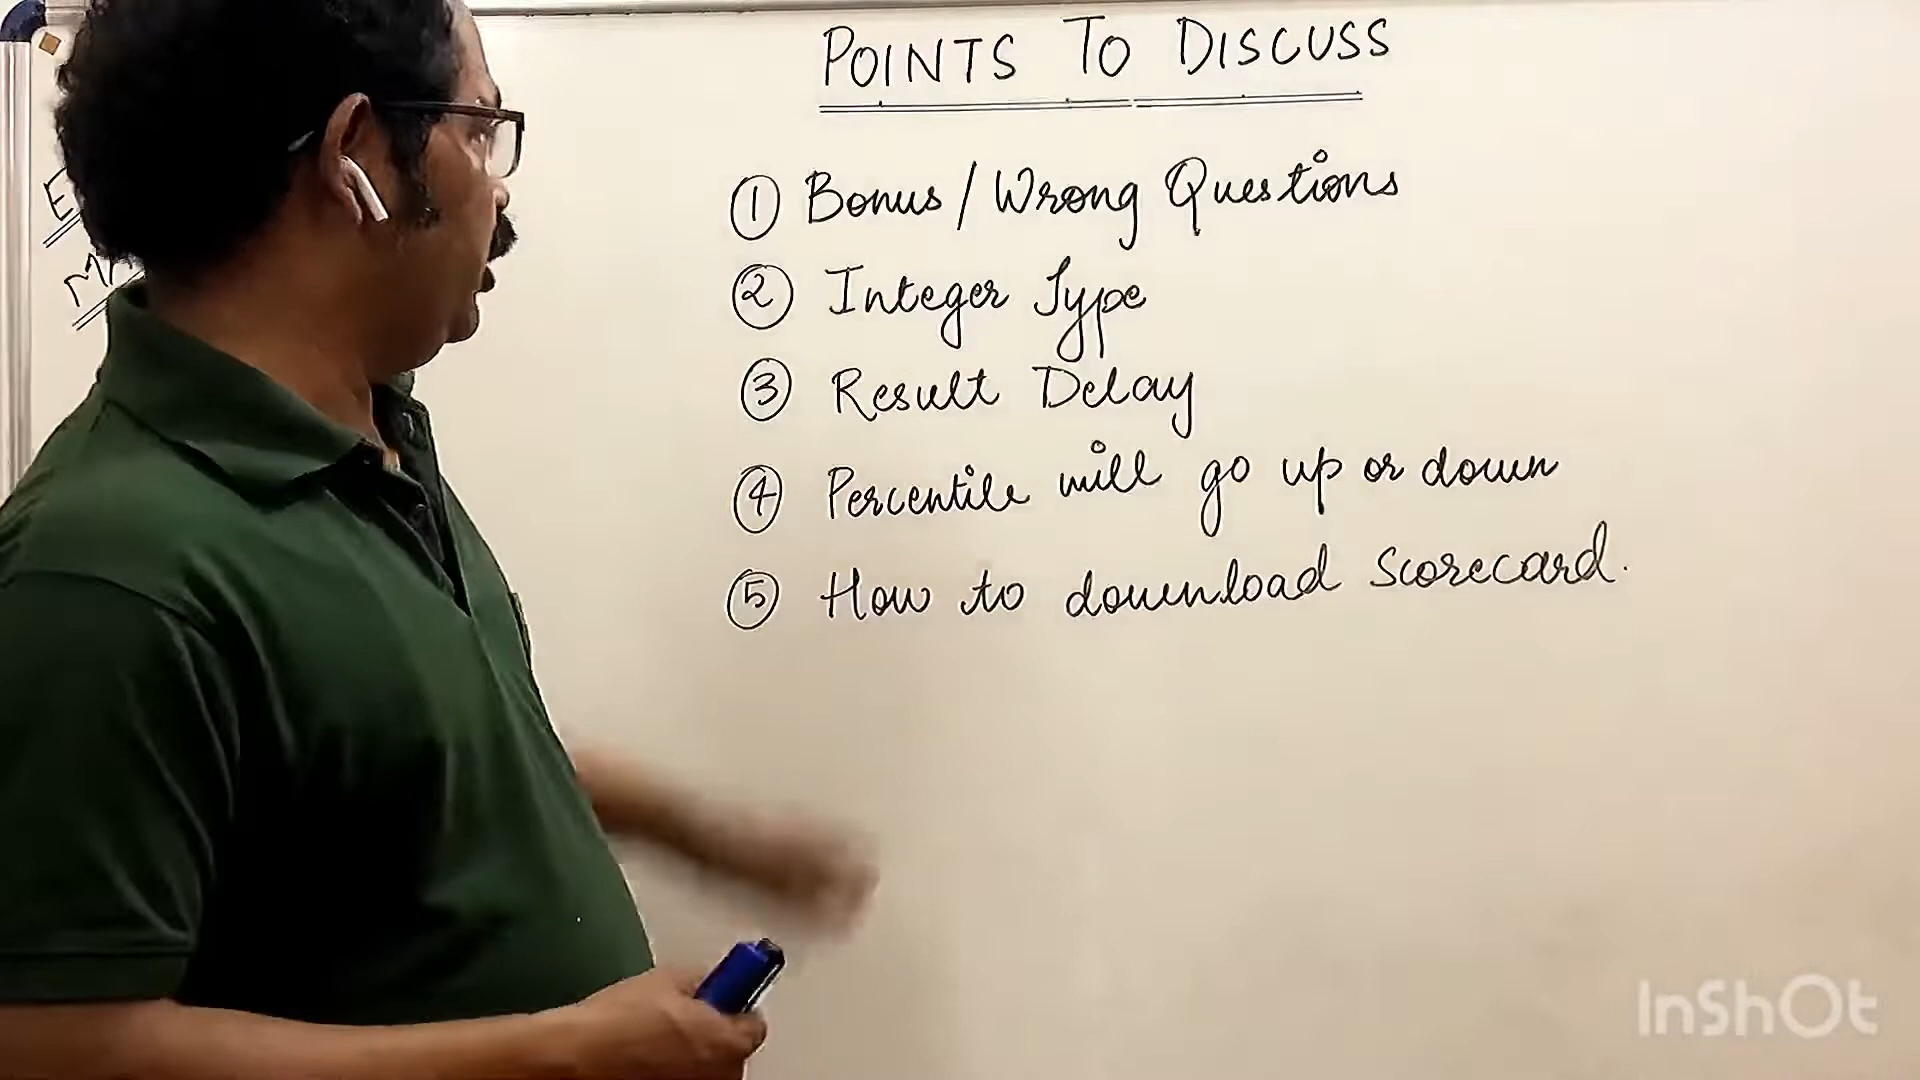 POINTS TO DISCUSS
① Bonus / Wrong Questions
② Integer Type
③ Result Delay
④ Percentile will go up or down
⑤ How to download Scorecard.
InShOt